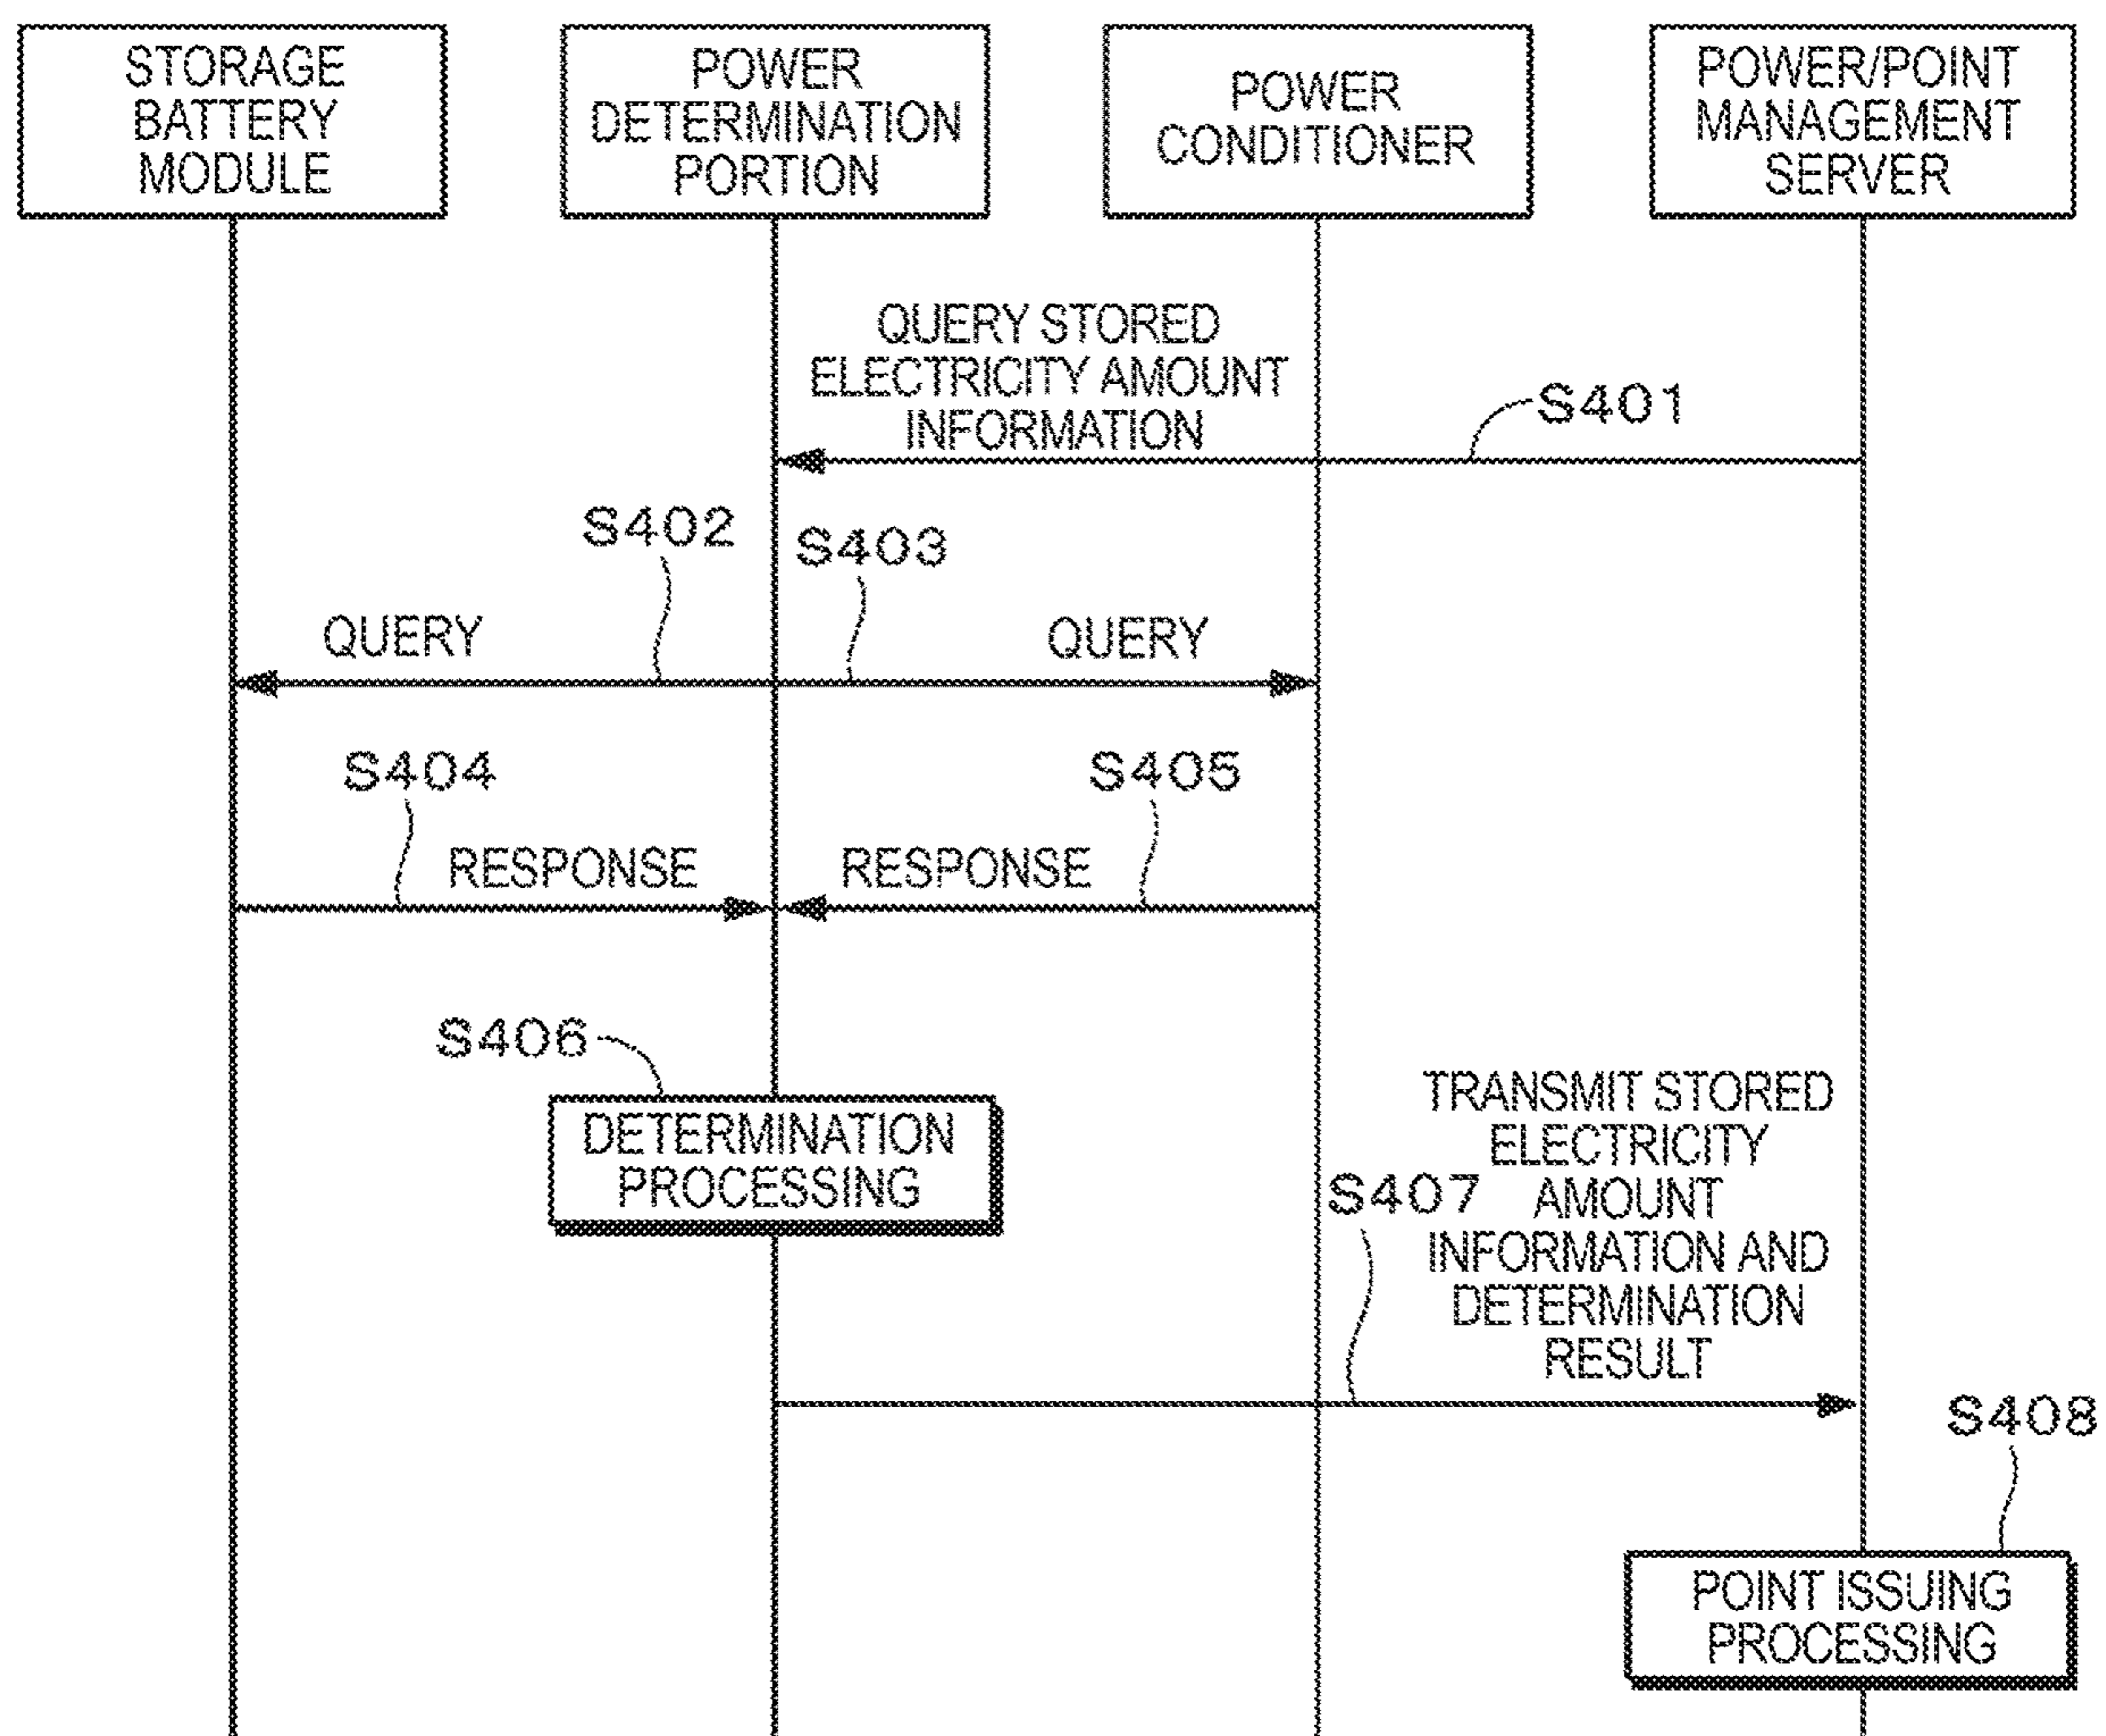 STORAGE
BATTERY
MODULE
POWER
DETERMINATION
PORTION
POWER
CONDITIONER
POWER/POINT
MANAGEMENT
SERVER
QUERY STORED
ELECTRICITY AMOUNT
INFORMATION
S401
S402
S403
QUERY
QUERY
S404
S405
RESPONSE
RESPONSE
S406
DETERMINATION
PROCESSING
S407
TRANSMIT STORED
ELECTRICITY
AMOUNT
INFORMATION AND
DETERMINATION
RESULT
S408
POINT ISSUING
PROCESSING